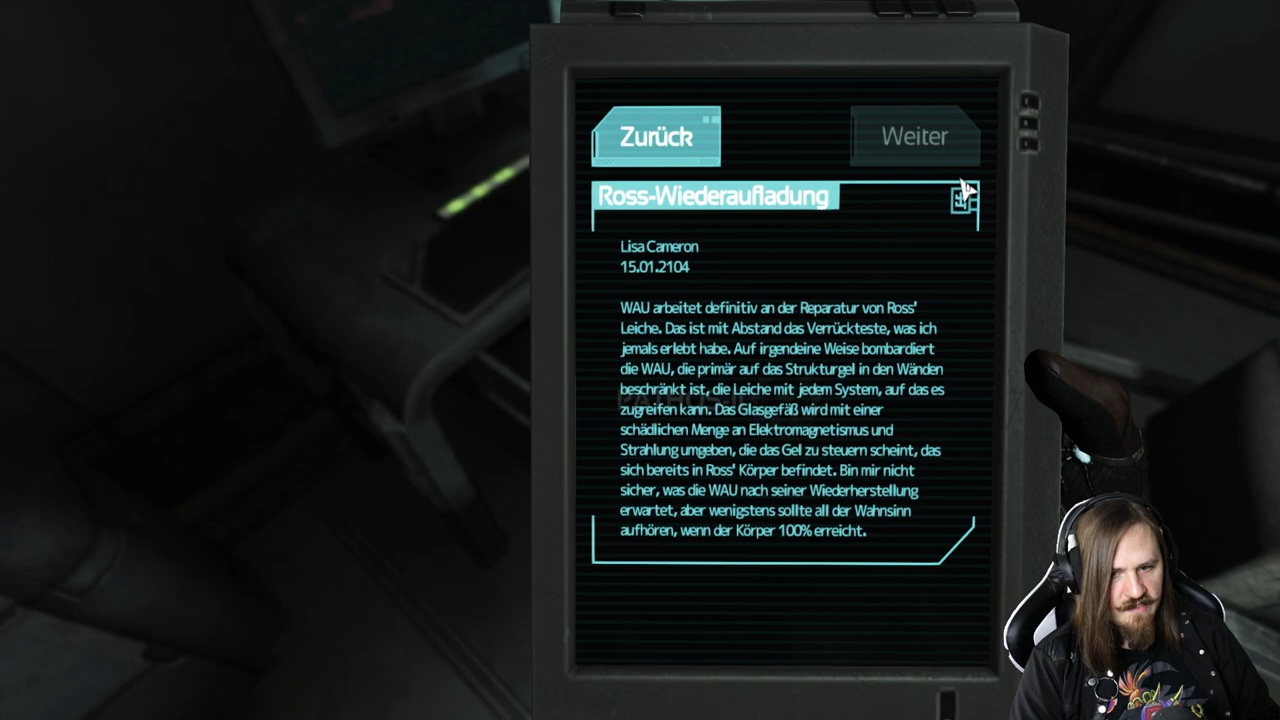 Zurück
Weiter
Ross-Wiederaufladung
Lisa Cameron
15.01.2104
WAU arbeitet definitiv an der Reparatur von Ross'
Leiche. Das ist mit Abstand das Verrückteste, was ich
jemals erlebt habe. Auf irgendeine Weise bombardiert
die WAU, die primär auf das Strukturgel in den Wänden
beschränkt ist, die Leiche mit jedem System, auf das es
zugreifen kann. Das Glasgefäß wird mit einer
schädlichen Menge an Elektromagnetismus und
Strahlung umgeben, die das Gel zu steuern scheint, das
sich bereits in Ross' Körper befindet. Bin mir nicht
sicher, was die WAU nach seiner Wiederherstellung
erwartet, aber wenigstens sollte all der Wahnsinn
aufhören, wenn der Körper 100% erreicht.